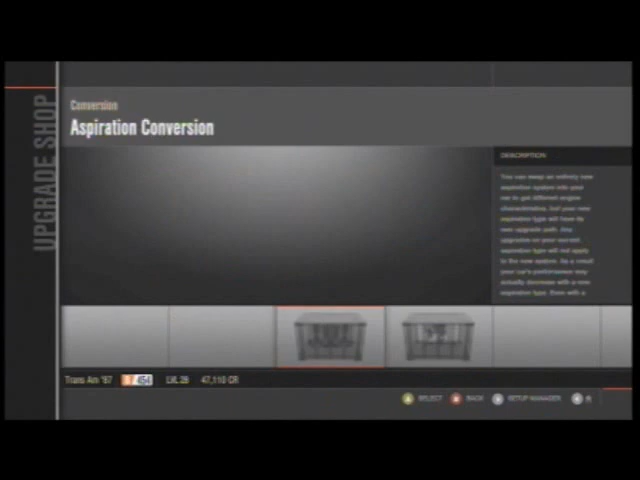 UPGRADE SHOP
Conversion
Aspiration Conversion
DESCRIPTION
You can swap an entirely new
aspiration system into your
car to get different engine
characteristics, but your new
aspiration type will have its
own upgrade path. Any
upgrades on your current
aspiration type will not apply
to the new system. As a result
your car's performance may
actually decrease with a new
aspiration type. Even with a
Trans Am '87
454
LVL 28
47,110 CR
SELECT
BACK
SETUP MANAGER